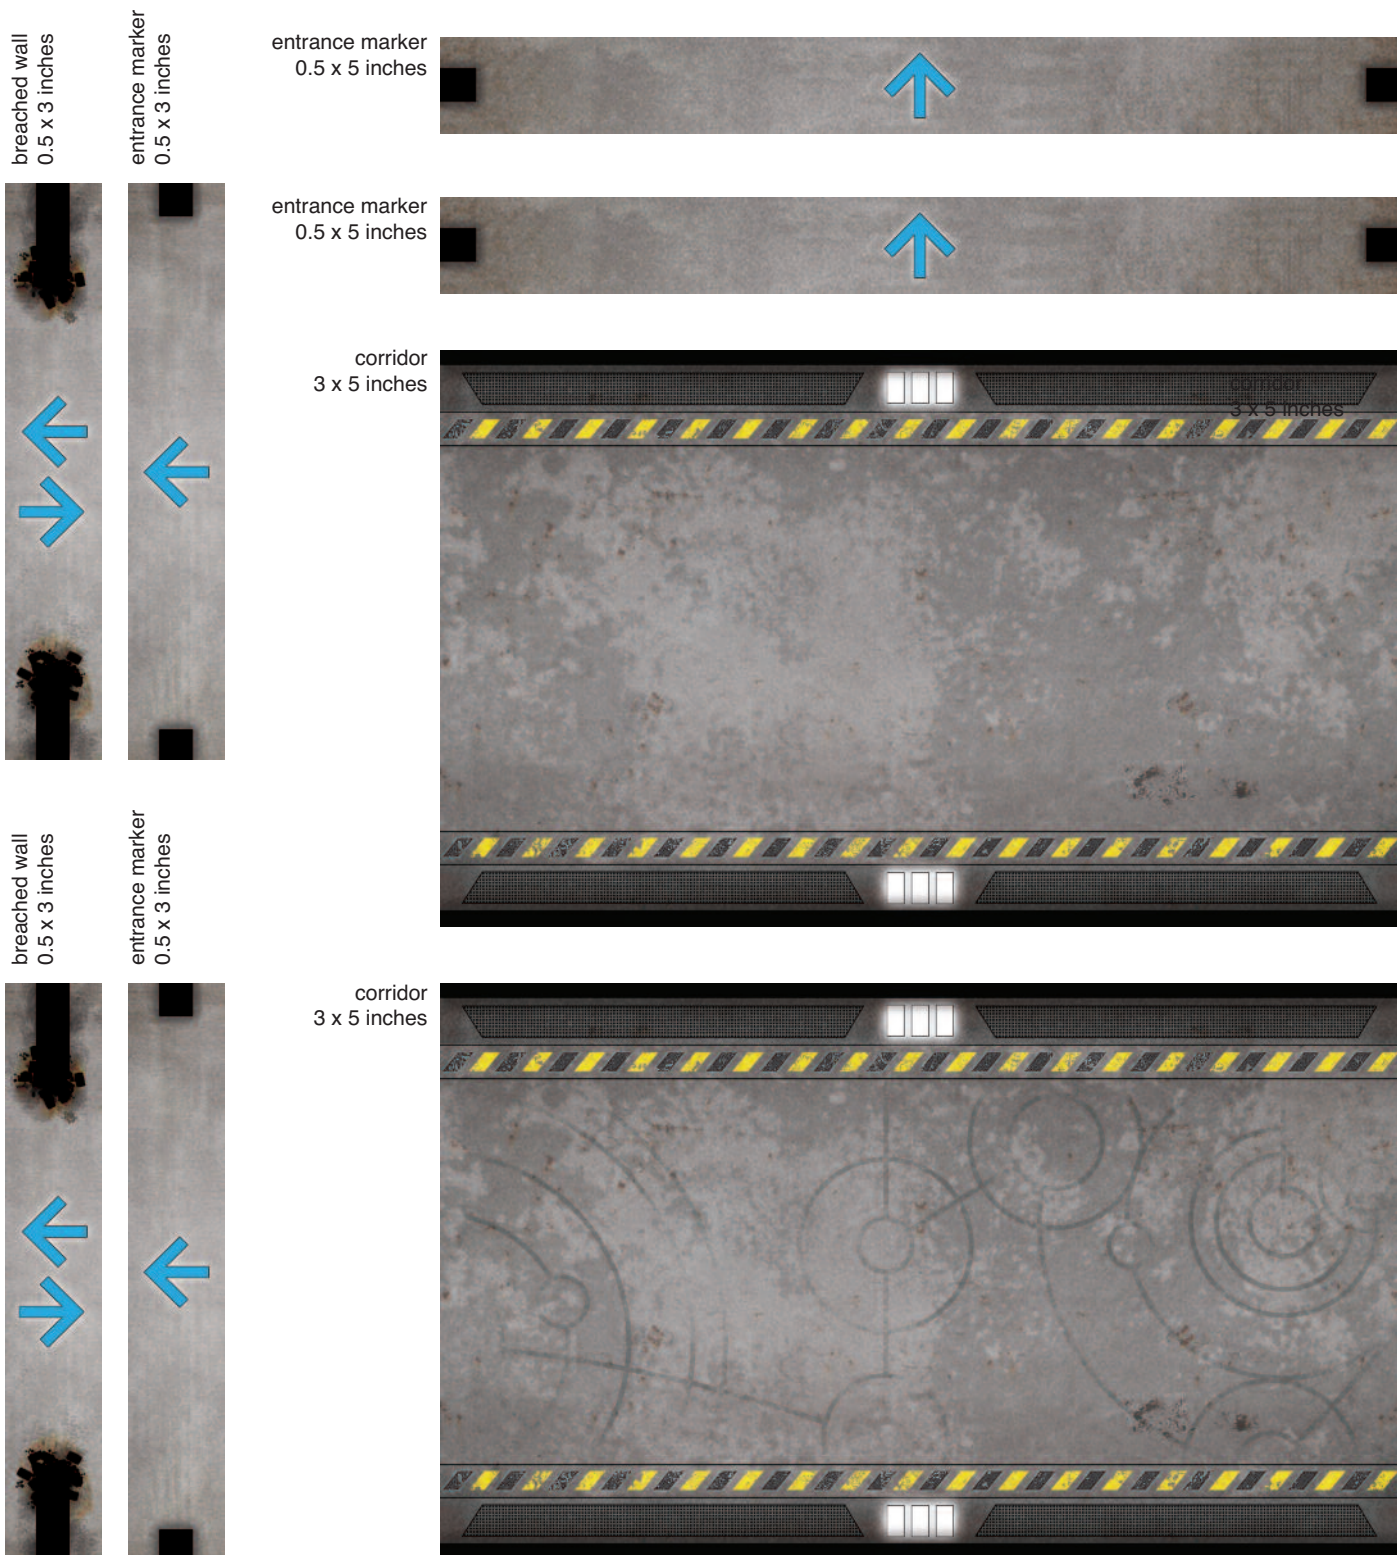 breached wall
0.5 x 3 inches
entrance marker
0.5 x 3 inches
entrance marker
0.5 x 5 inches
entrance marker
0.5 x 5 inches
corridor
3 x 5 inches
corridor
3 x 5 inches
breached wall
0.5 x 3 inches
entrance marker
0.5 x 3 inches
corridor
3 x 5 inches